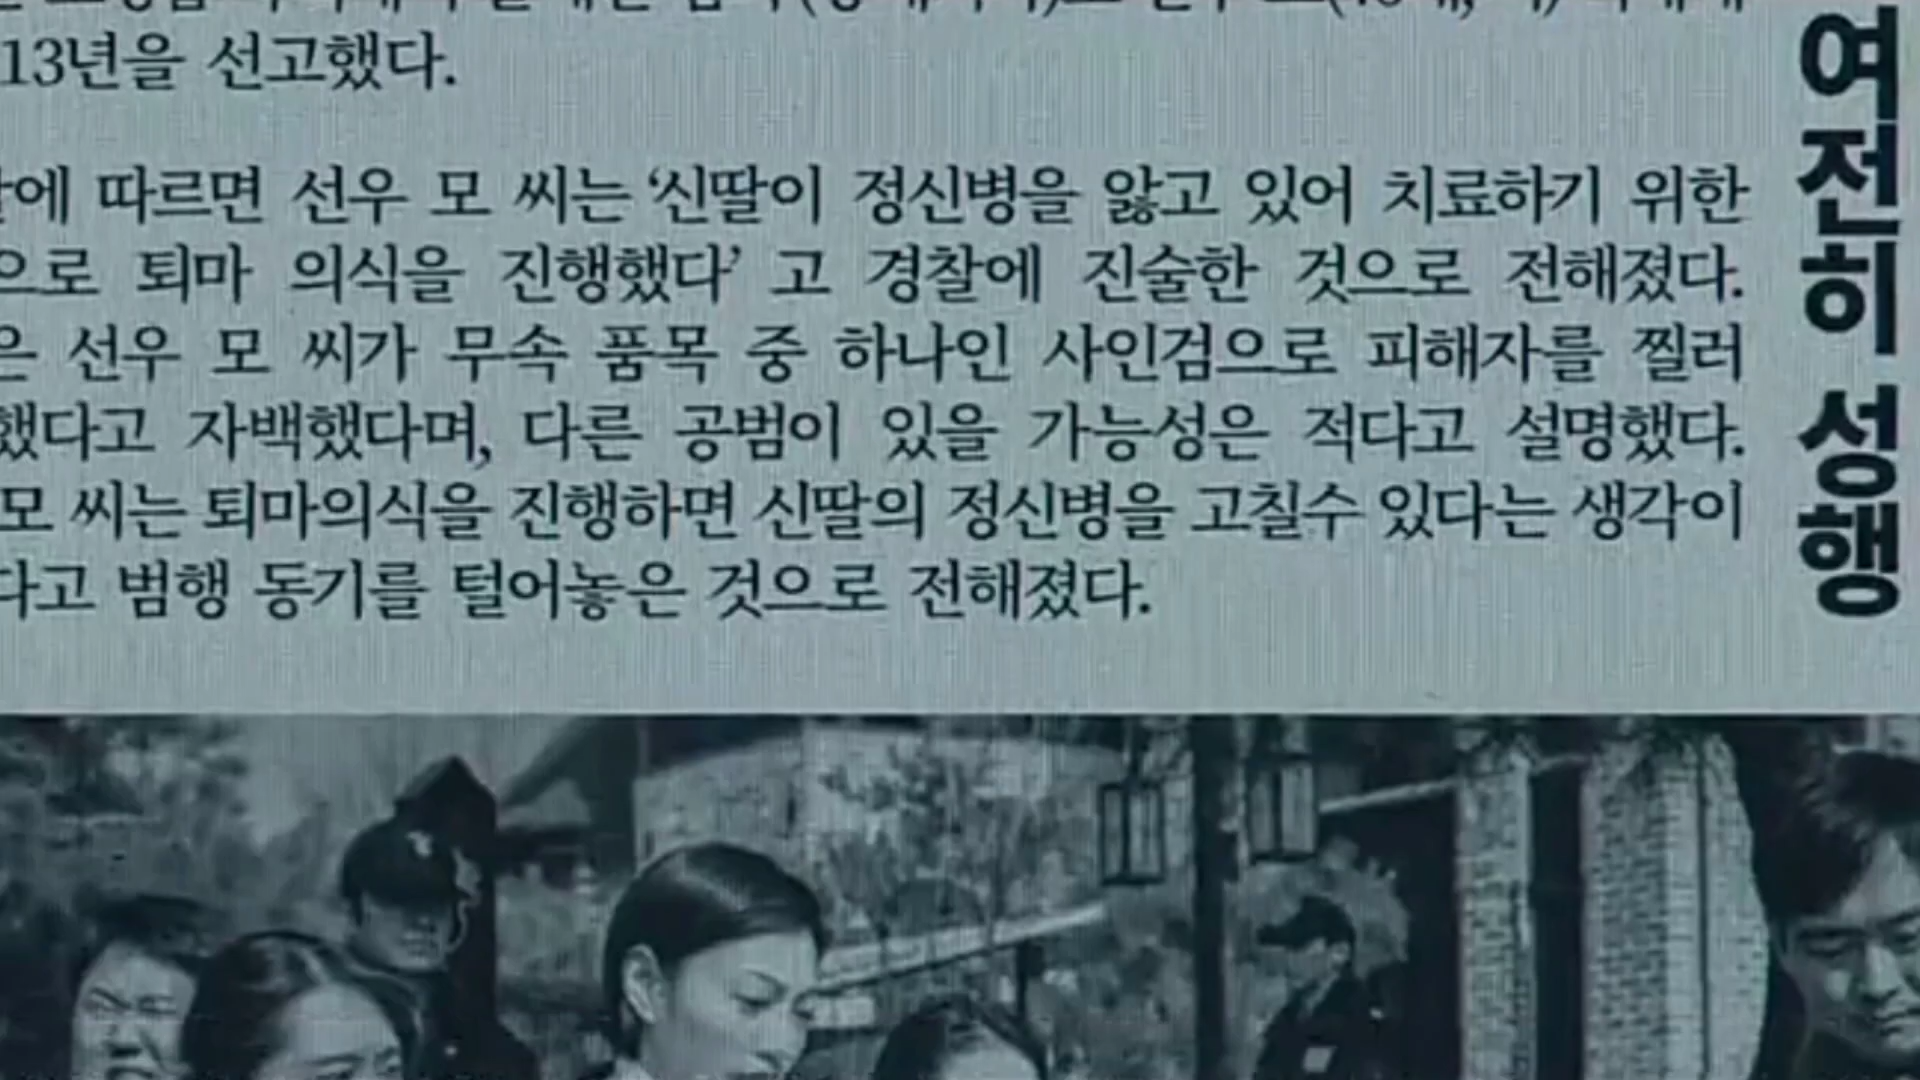 13년을 선고했다.
따르면 선우 모 씨는 ‘신딸이 정신병을 앓고 있어 치료하기 위한
으로 퇴마 의식을 진행했다’ 고 경찰에 진술한 것으로 전해졌다.
은 선우 모 씨가 무속 품목 중 하나인 사인검으로 피해자를 찔러
했다고 자백했다며, 다른 공범이 있을 가능성은 적다고 설명했다.
모 씨는 퇴마의식을 진행하면 신딸의 정신병을 고칠수 있다는 생각이
다고 범행 동기를 털어놓은 것으로 전해졌다.
여전히 성행